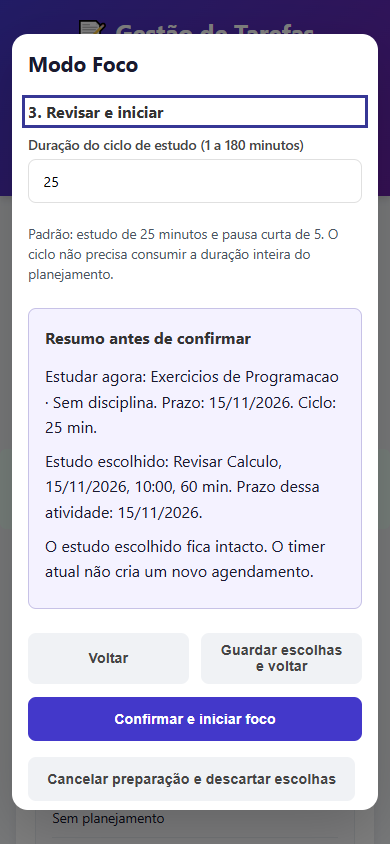 📝 Gestão de Tarefas
Modo Foco
3. Revisar e iniciar
Duração do ciclo de estudo (1 a 180 minutos)
25
Padrão: estudo de 25 minutos e pausa curta de 5. O
ciclo não precisa consumir a duração inteira do
planejamento.
Resumo antes de confirmar
Estudar agora: Exercicios de Programacao
· Sem disciplina. Prazo: 15/11/2026. Ciclo:
25 min.
Estudo escolhido: Revisar Calculo,
15/11/2026, 10:00, 60 min. Prazo dessa
atividade: 15/11/2026.
O estudo escolhido fica intacto. O timer
atual não cria um novo agendamento.
Voltar
Guardar escolhas
e voltar
Confirmar e iniciar foco
Cancelar preparação e descartar escolhas
Sem planejamento